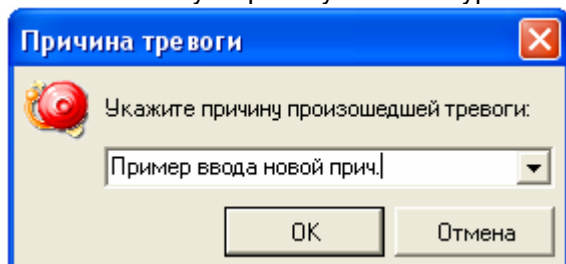 Причина тревоги
Укажите причину произошедшей тревоги:
Пример ввода новой прич.
OK
Отмена